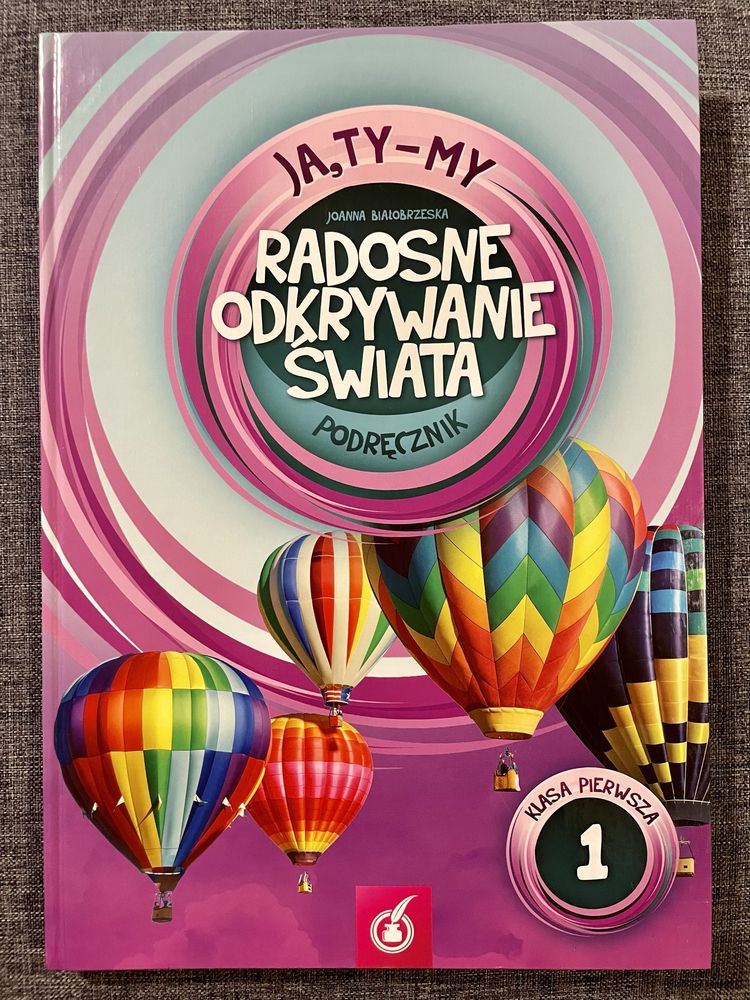 JA, TY – MY
JOANNA BIAŁOBRZESKA
RADOSNE
ODKRYWANIE
ŚWIATA
PODRĘCZNIK
KLASA PIERWSZA
1